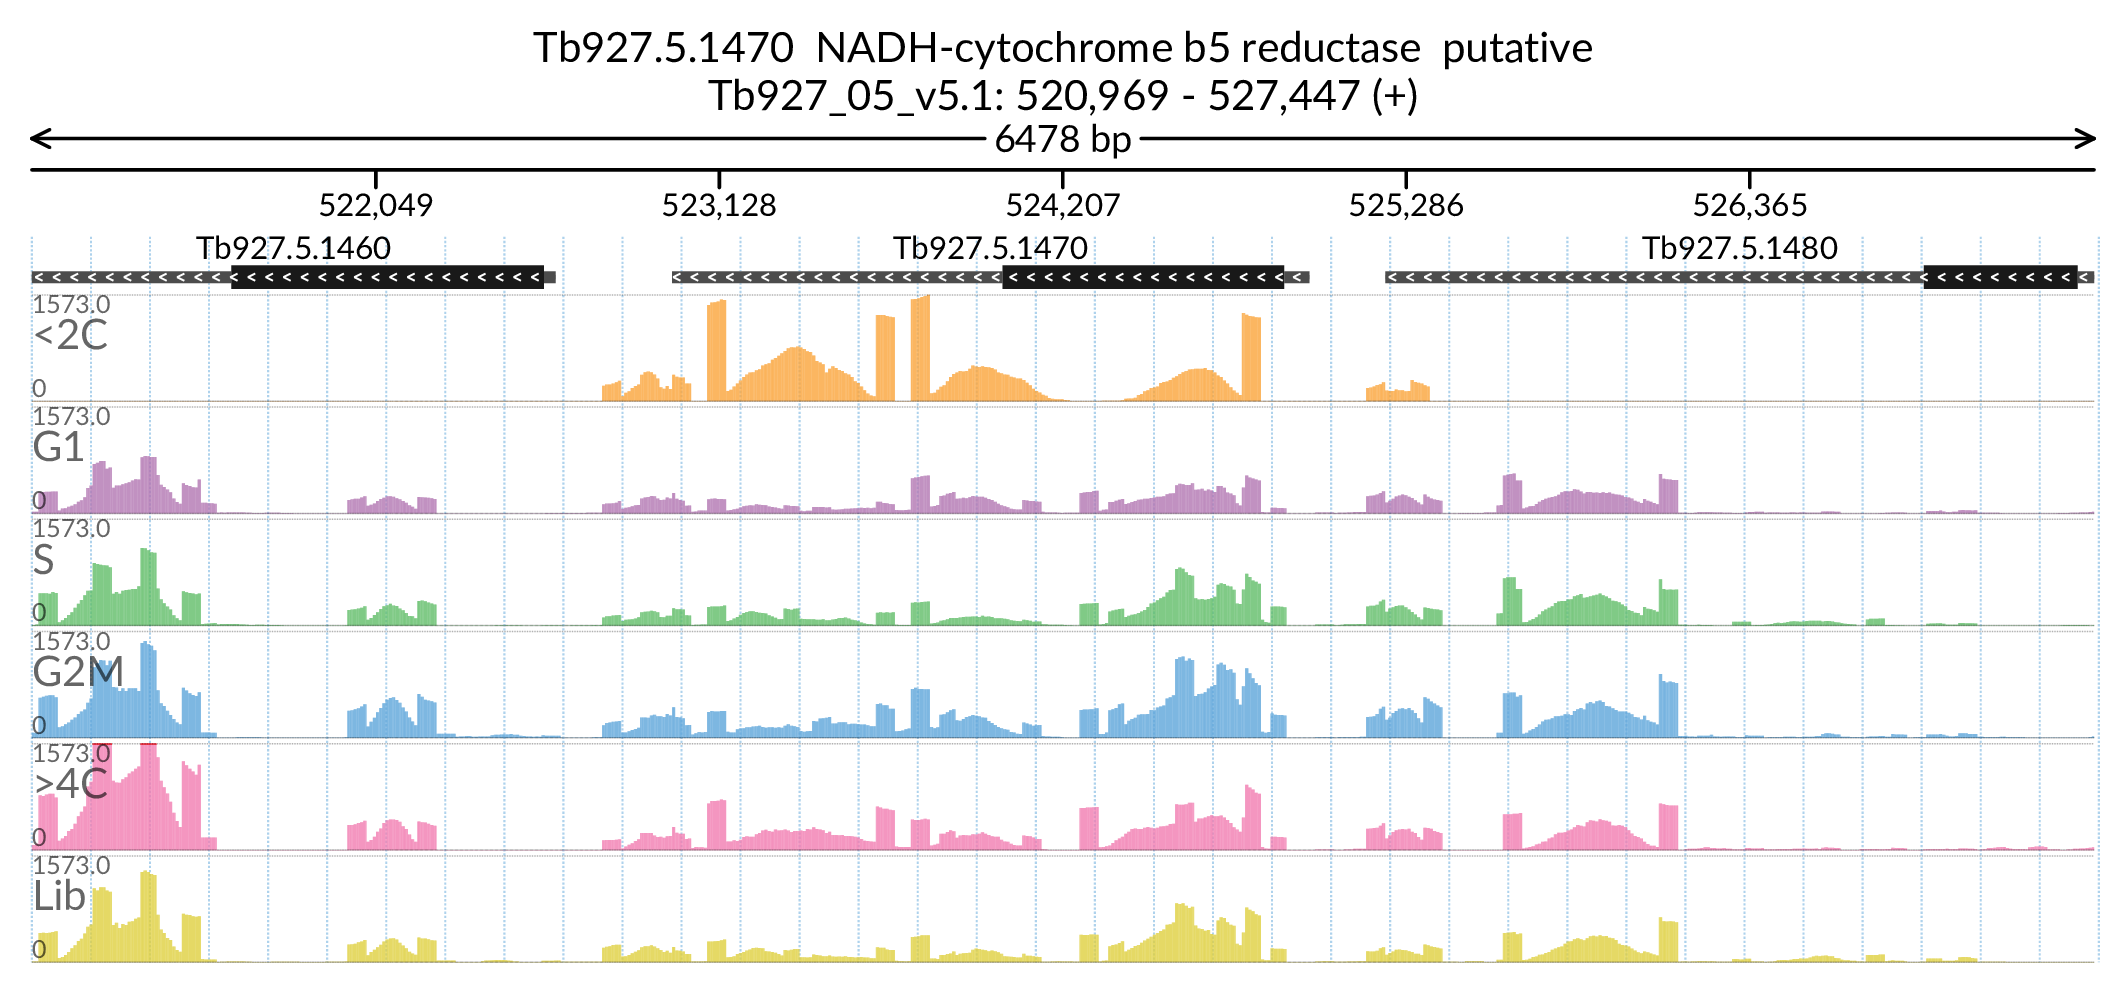 Tb927.5.1470  NADH-cytochrome b5 reductase  putative
Tb927_05_v5.1: 520,969 - 527,447 (+)
6478 bp
522,049 523,128 524,207 525,286 526,365
Tb927.5.1460 Tb927.5.1470 Tb927.5.1480
1573.0
<2C
0
1573.0
G1
0
1573.0
S
0
1573.0
G2M
0
1573.0
>4C
0
1573.0
Lib
0